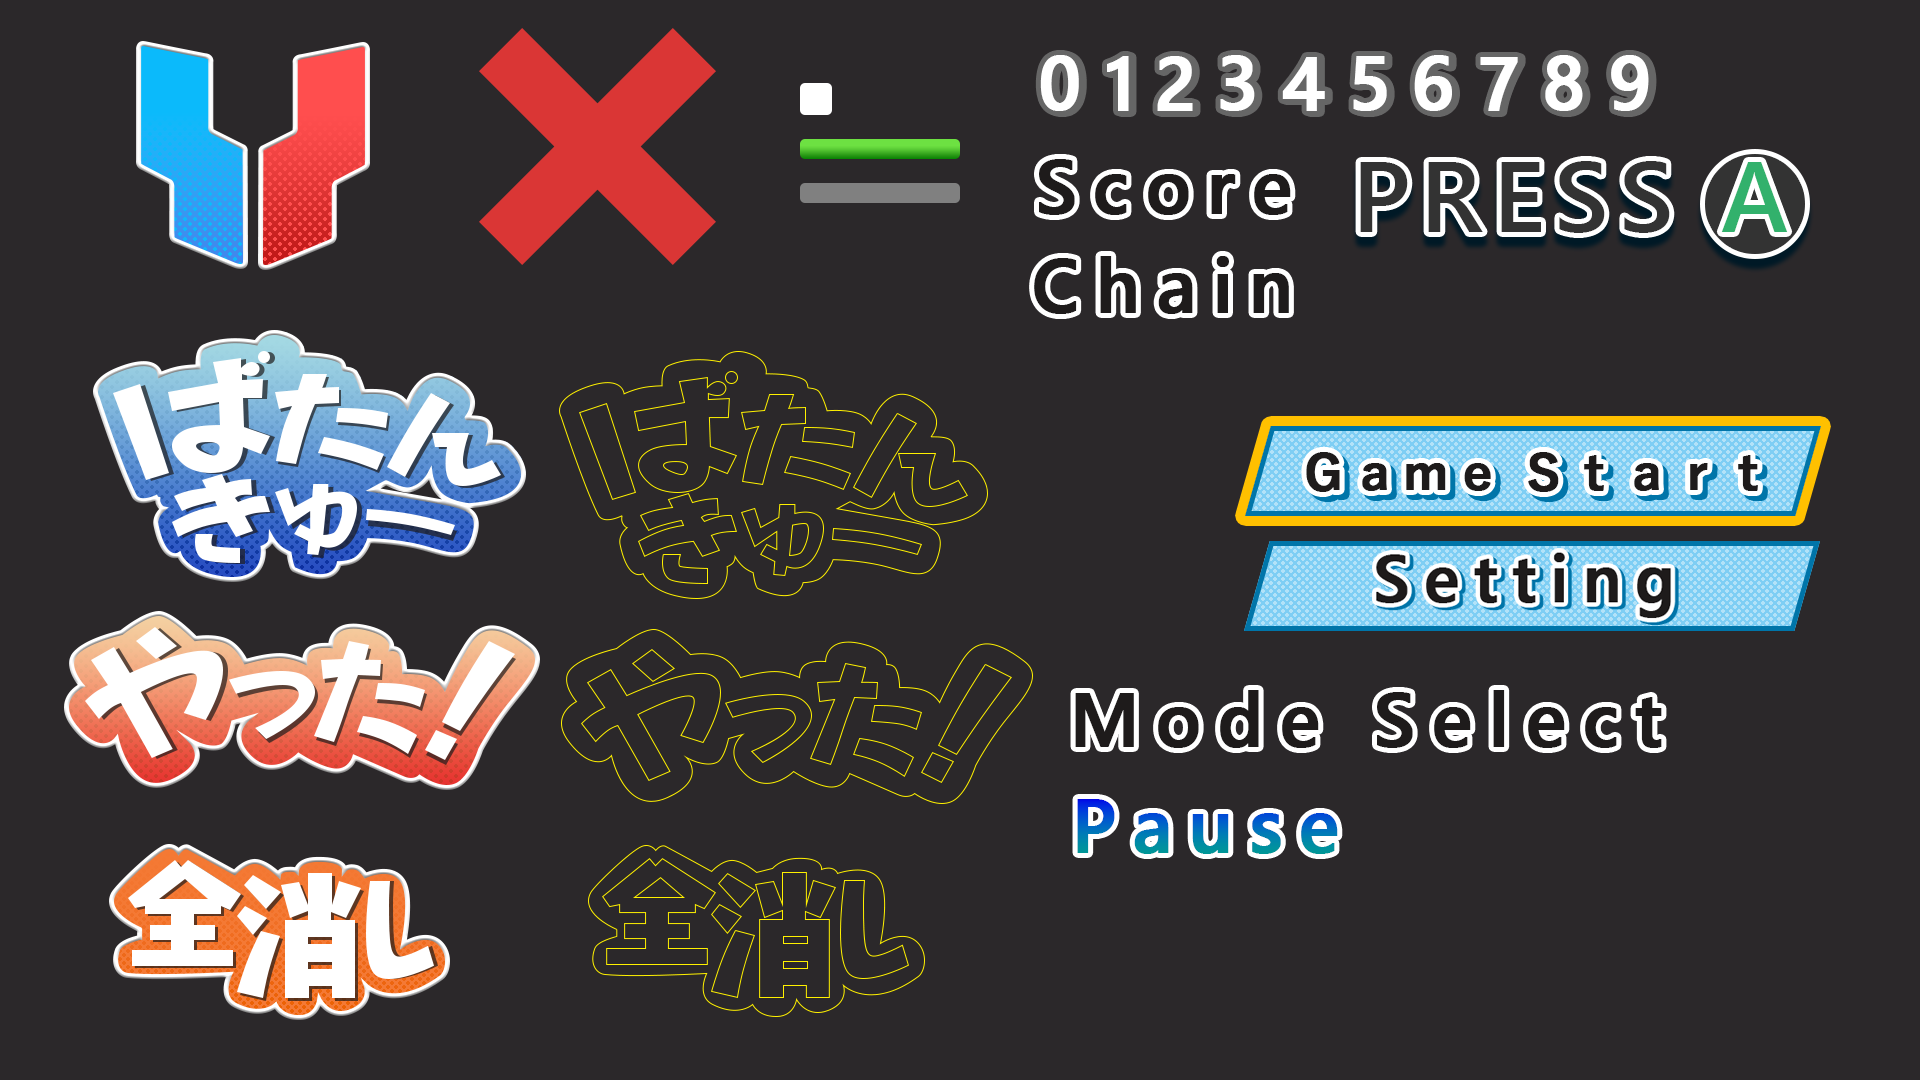 0123456789
Score
PRESS A
Chain
ばたん
きゅー
ばたん
きゅー
Game Start
Setting
やった!
やった!
Mode Select
Pause
全消し
全消し